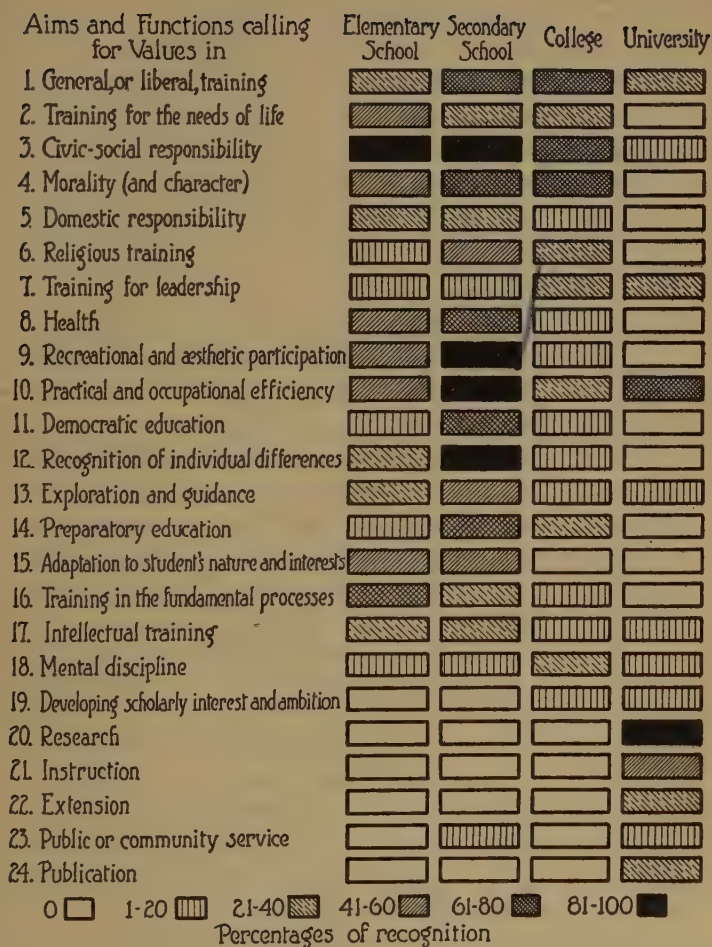 Aims and Functions calling for Values in
Elementary School
Secondary School
College
University
1. General, or liberal, training
2. Training for the needs of life
3. Civic-social responsibility
4. Morality (and character)
5. Domestic responsibility
6. Religious training
7. Training for leadership
8. Health
9. Recreational and æsthetic participation
10. Practical and occupational efficiency
11. Democratic education
12. Recognition of individual differences
13. Exploration and guidance
14. Preparatory education
15. Adaptation to student's nature and interests
16. Training in the fundamental processes
17. Intellectual training
18. Mental discipline
19. Developing scholarly interest and ambition
20. Research
21. Instruction
22. Extension
23. Public or community service
24. Publication
0 1-20 21-40 41-60 61-80 81-100
Percentages of recognition